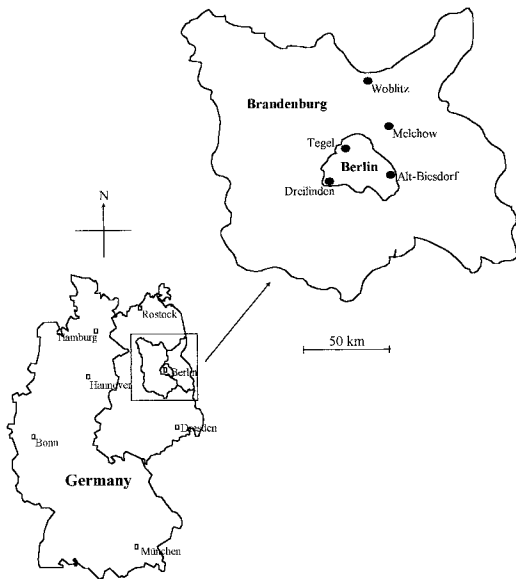 Woblitz
Brandenburg
Melchow
Tegel
Berlin
Alt-Biesdorf
Dreilinden
N
Rostock
Hamburg
50 km
Hannover
Berlin
Bonn
Dresden
Germany
München